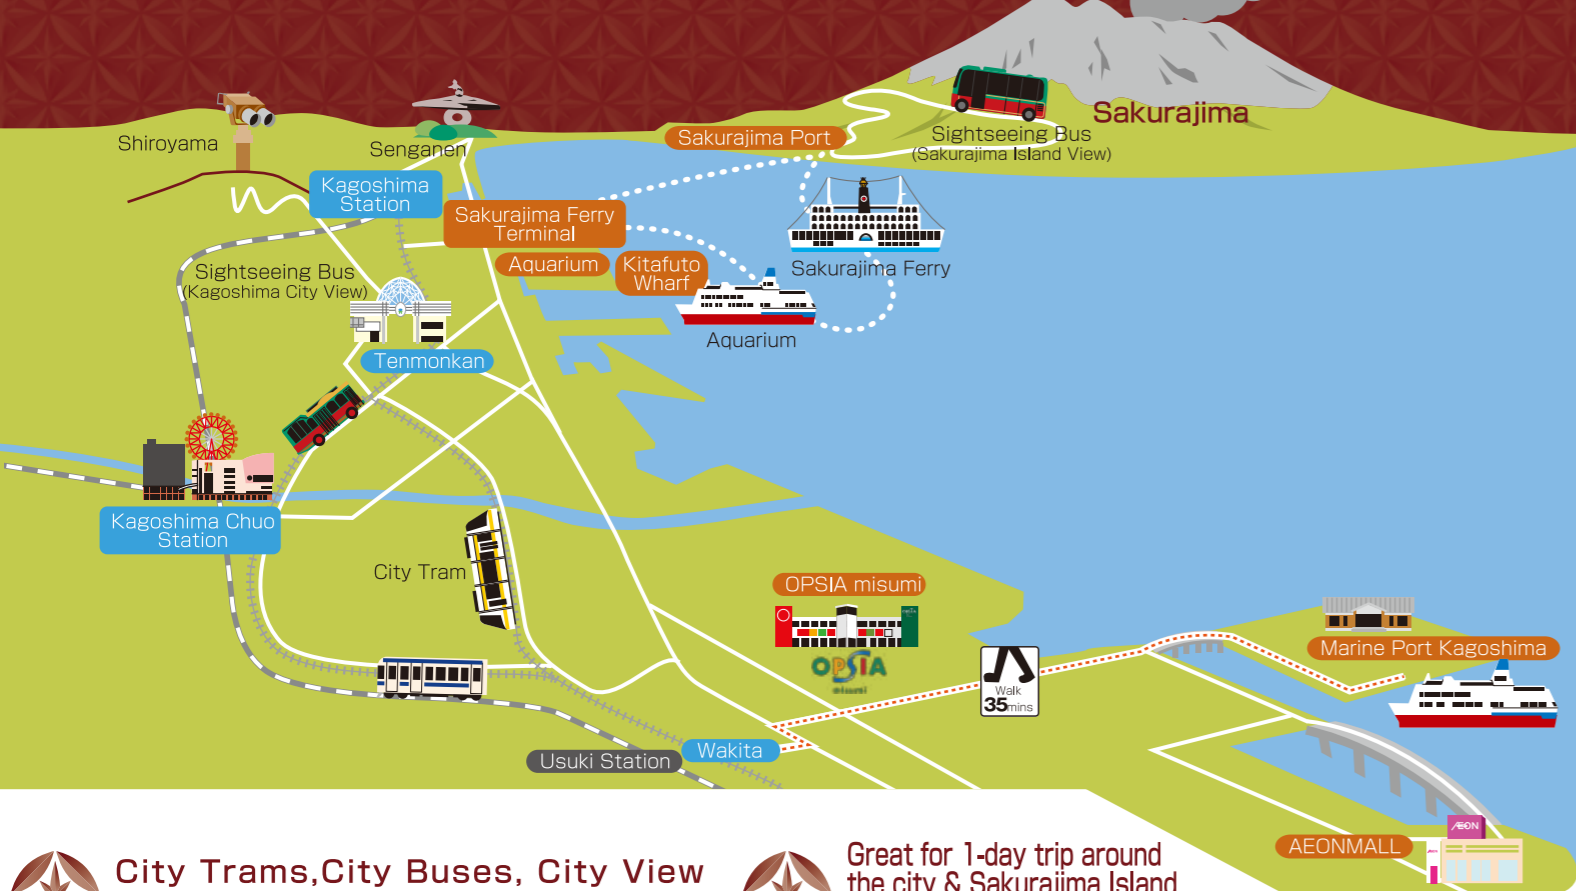 Sakurajima
Sightseeing Bus
(Sakurajima Island View)
Sakurajima Port
Shiroyama
Senganen
Kagoshima
Station
Sakurajima Ferry
Terminal
Aquarium
Kitafuto
Wharf
Sakurajima Ferry
Aquarium
Sightseeing Bus
(Kagoshima City View)
Tenmonkan
Kagoshima Chuo
Station
City Tram
OPSIA misumi
OPSIA
Walk
35mins
Marine Port Kagoshima
Wakita
Usuki Station
ÆON
AEONMALL
City Trams,City Buses, City View
Great for 1-day trip around
the city & Sakurajima Island